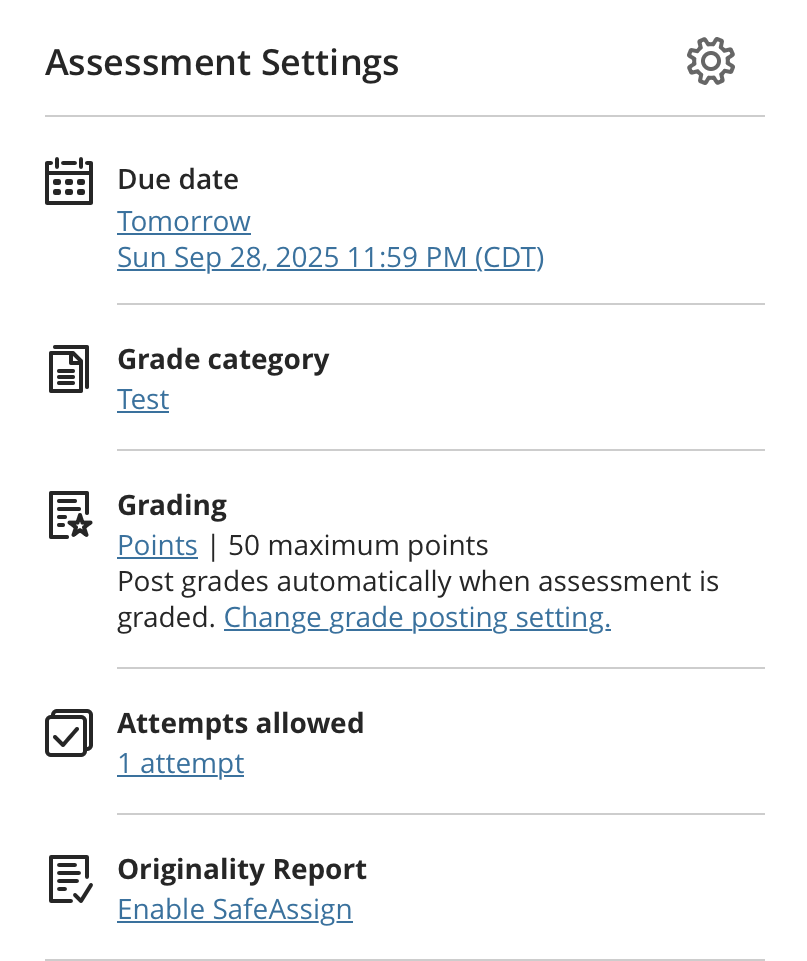 Assessment Settings
Due date
Tomorrow
Sun Sep 28, 2025 11:59 PM (CDT)
Grade category
Test
Grading
Points | 50 maximum points
Post grades automatically when assessment is
graded. Change grade posting setting.
Attempts allowed
1 attempt
Originality Report
Enable SafeAssign